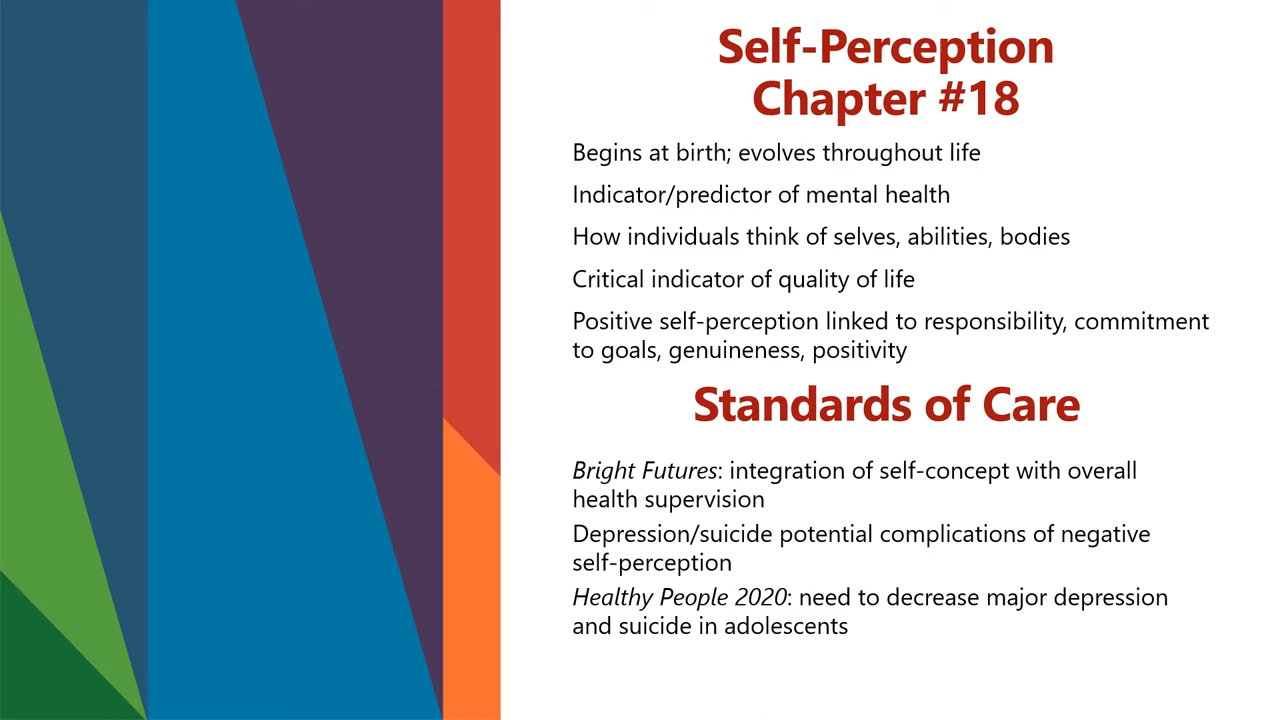 Self-Perception
Chapter #18
Begins at birth; evolves throughout life
Indicator/predictor of mental health
How individuals think of selves, abilities, bodies
Critical indicator of quality of life
Positive self-perception linked to responsibility, commitment
to goals, genuineness, positivity
Standards of Care
Bright Futures: integration of self-concept with overall
health supervision
Depression/suicide potential complications of negative
self-perception
Healthy People 2020: need to decrease major depression
and suicide in adolescents